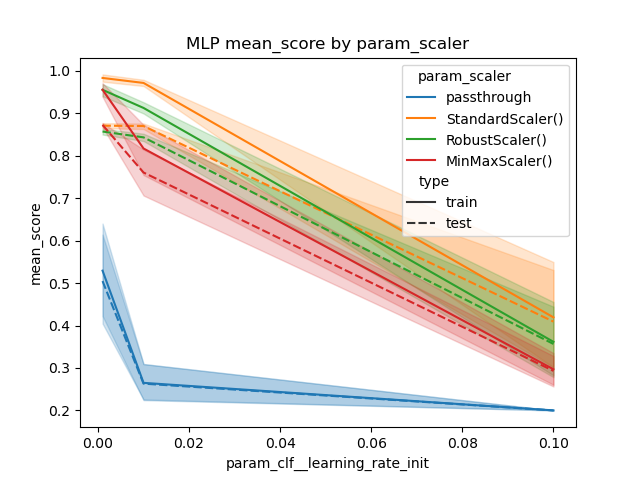 MLP mean_score by param_scaler
mean_score
1.0
0.9
0.8
0.7
0.6
0.5
0.4
0.3
0.2
param_scaler
passthrough
StandardScaler()
RobustScaler()
MinMaxScaler()
type
train
test
0.00 0.02 0.04 0.06 0.08 0.10
param_clf__learning_rate_init